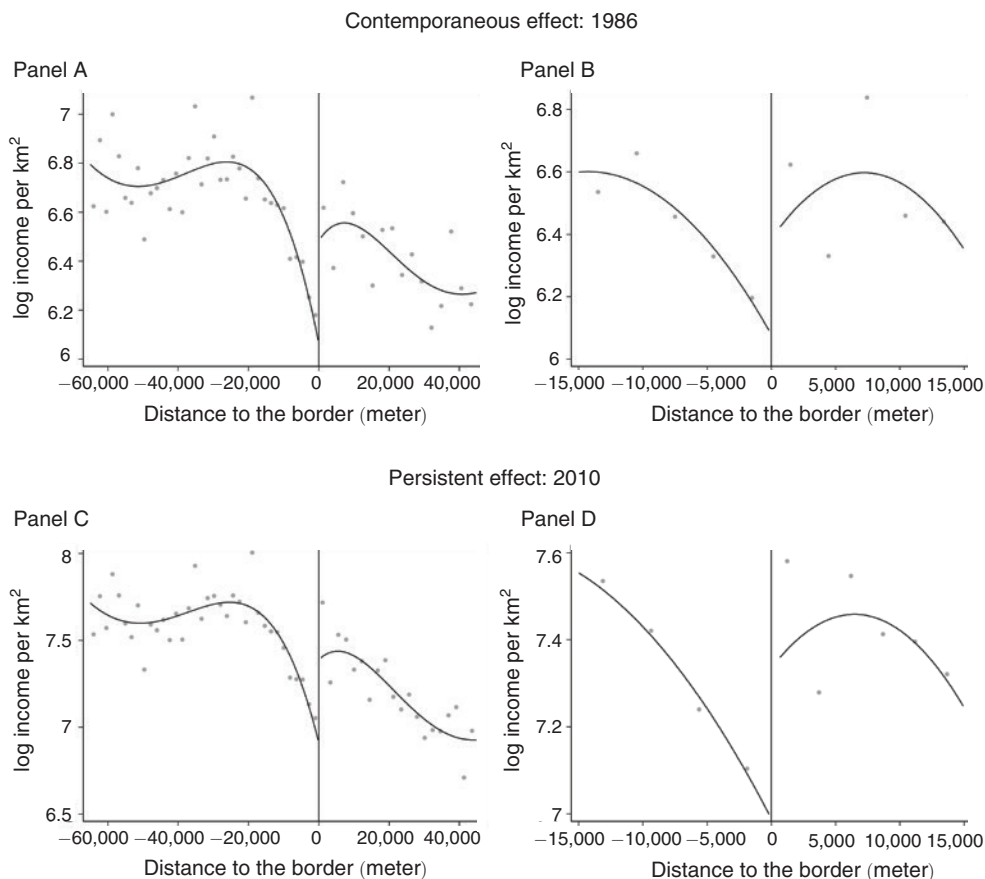 Contemporaneous effect: 1986
Panel A
log income per km²
7
6.8
6.6
6.4
6.2
6
−60,000 −40,000 −20,000 0 20,000 40,000
Distance to the border (meter)
Panel B
log income per km²
6.8
6.6
6.4
6.2
6
−15,000 −10,000 −5,000 0 5,000 10,000 15,000
Distance to the border (meter)
Persistent effect: 2010
Panel C
log income per km²
8
7.5
7
6.5
−60,000 −40,000 −20,000 0 20,000 40,000
Distance to the border (meter)
Panel D
log income per km²
7.6
7.4
7.2
7
−15,000 −10,000 −5,000 0 5,000 10,000 15,000
Distance to the border (meter)